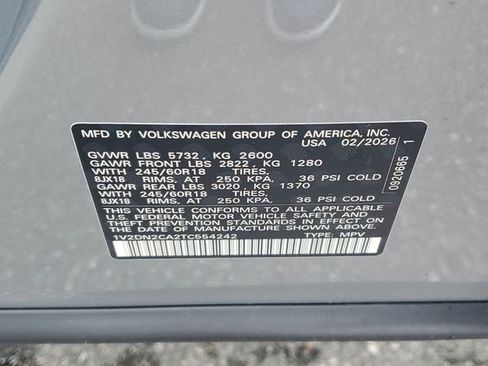 MFD BY VOLKSWAGEN GROUP OF AMERICA, INC.
USA 02/2026
GVWR LBS 5732 , KG 2600
GAWR FRONT LBS 2822 , KG 1280
WITH 245/60R18 TIRES,
8JX18 RIMS, AT 250 KPA, 36 PSI COLD
GAWR REAR LBS 3020 , KG 1370
WITH 245/60R18 TIRES,
8JX18 RIMS, AT 250 KPA, 36 PSI COLD
THIS VEHICLE CONFORMS TO ALL APPLICABLE
U.S. FEDERAL MOTOR VEHICLE SAFETY AND
THEFT PREVENTION STANDARDS IN EFFECT ON
THE DATE OF MANUFACTURE SHOWN ABOVE.
1V2DN2CA2TC554242 TYPE: MPV
0920665 1